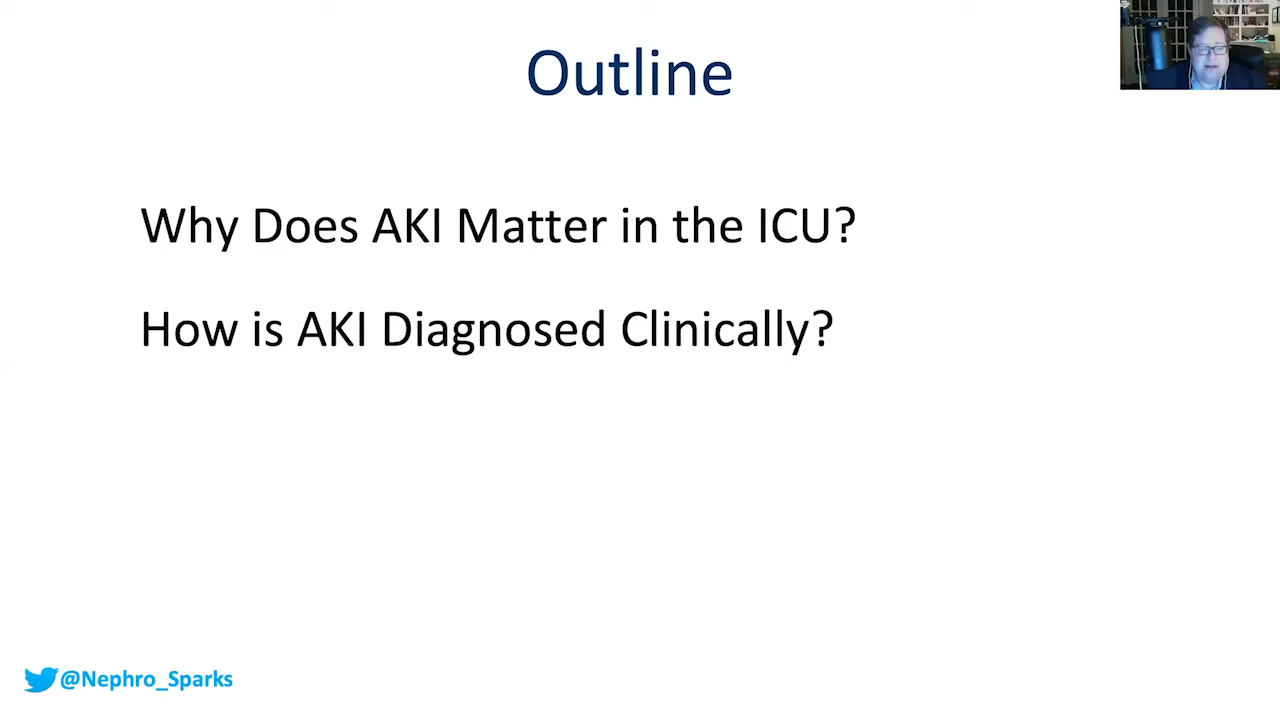 Outline
Why Does AKI Matter in the ICU?
How is AKI Diagnosed Clinically?
@Nephro_Sparks